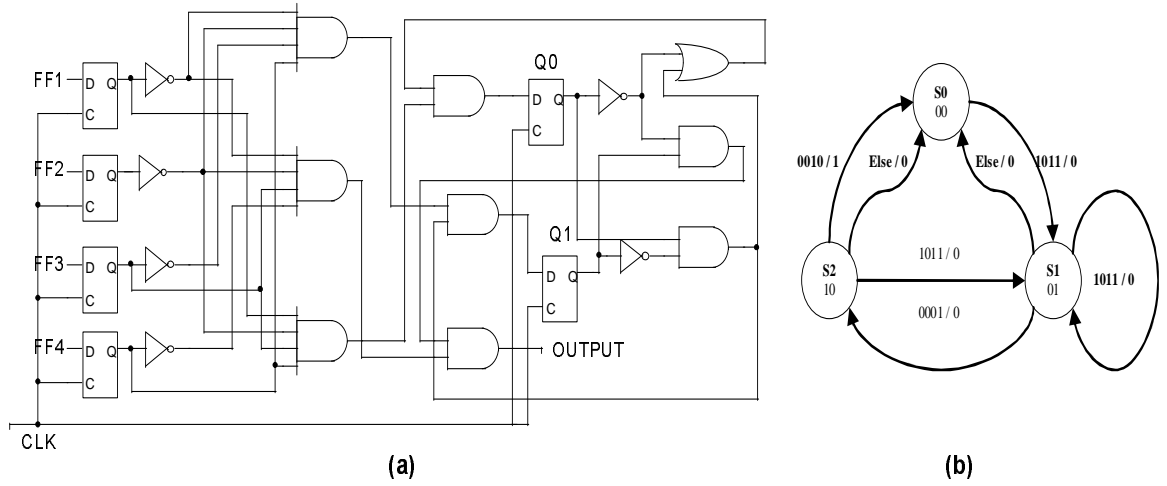 FF1
D Q
C
FF2
D Q
C
FF3
D Q
C
FF4
D Q
C
CLK
Q0
D Q
C
Q1
D Q
C
OUTPUT
(a)
S0
00
0010 / 1
Else / 0
Else / 0
1011 / 0
S2
10
1011 / 0
0001 / 0
S1
01
1011 / 0
(b)